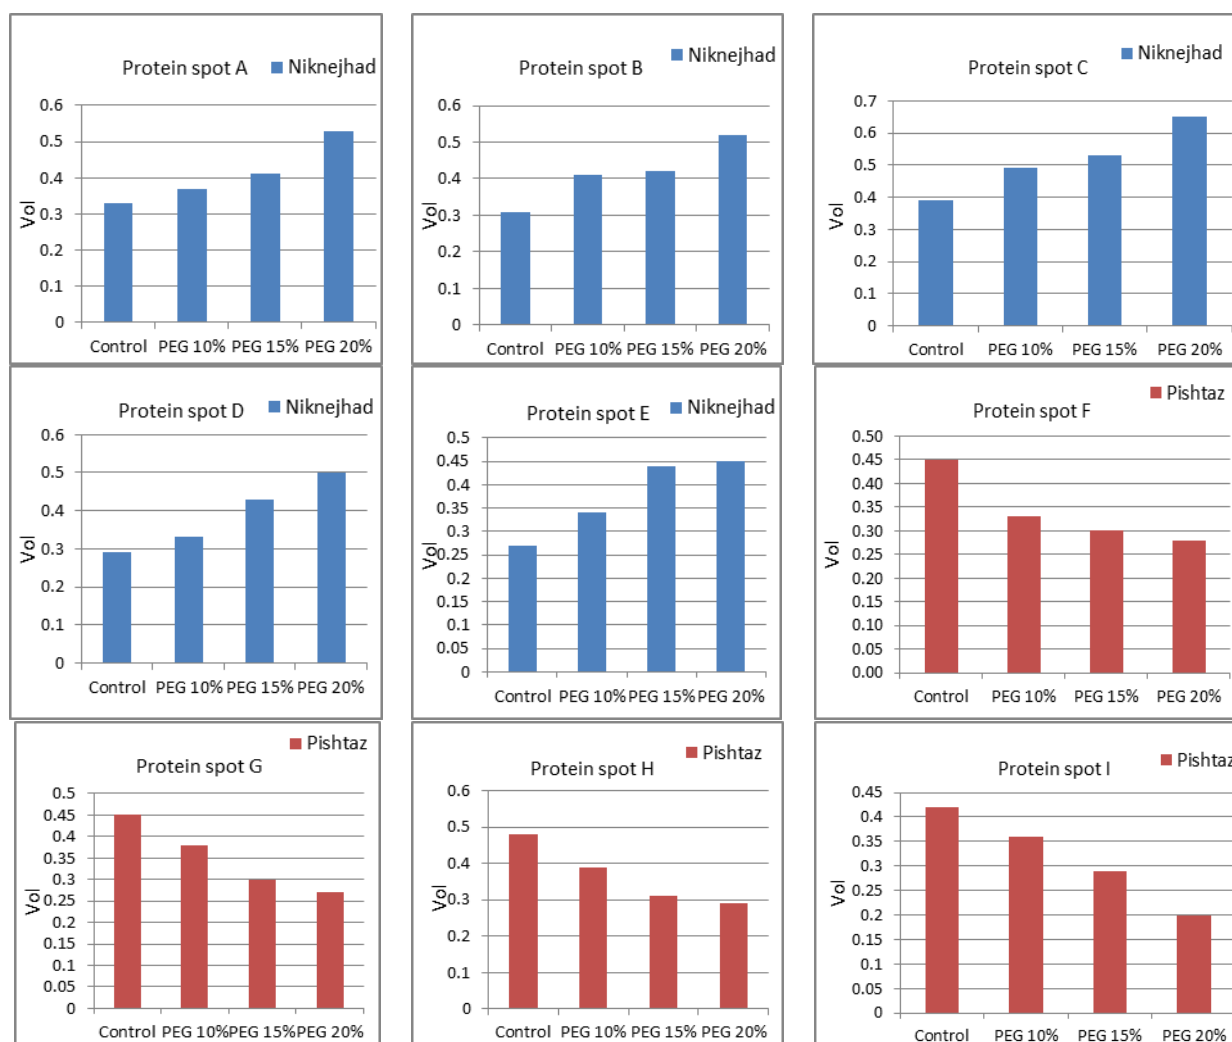 Protein spot A
Niknejhad
0.6
0.5
0.4
0.3
0.2
0.1
0
Vol
Control PEG 10% PEG 15% PEG 20%
Protein spot B
Niknejhad
0.6
0.5
0.4
0.3
0.2
0.1
0
Vol
Control PEG 10% PEG 15% PEG 20%
Protein spot C
Niknejhad
0.7
0.6
0.5
0.4
0.3
0.2
0.1
0
Vol
Control PEG 10% PEG 15% PEG 20%
Protein spot D
Niknejhad
0.6
0.5
0.4
0.3
0.2
0.1
0
Vol
Control PEG 10% PEG 15% PEG 20%
Protein spot E
Niknejhad
0.5
0.45
0.4
0.35
0.3
0.25
0.2
0.15
0.1
0.05
0
Vol
Control PEG 10% PEG 15% PEG 20%
Pishtaz
Protein spot F
0.50
0.45
0.40
0.35
0.30
0.25
0.20
0.15
0.10
0.05
0.00
Vol
Control PEG 10% PEG 15% PEG 20%
Pishtaz
Protein spot G
0.5
0.45
0.4
0.35
0.3
0.25
0.2
0.15
0.1
0.05
0
Vol
Control PEG 10% PEG 15% PEG 20%
Pishtaz
Protein spot H
0.6
0.5
0.4
0.3
0.2
0.1
0
Vol
Control PEG 10% PEG 15% PEG 20%
Pishtaz
Protein spot I
0.45
0.4
0.35
0.3
0.25
0.2
0.15
0.1
0.05
0
Vol
Control PEG 10% PEG 15% PEG 20%